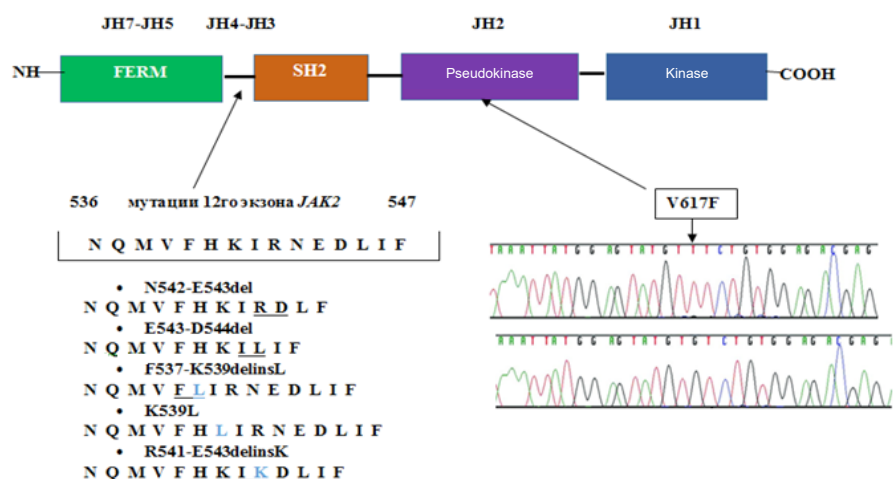 JH7-JH5 JH4-JH3 JH2 JH1
NH FERM SH2 Pseudokinase Kinase COOH
536 мутации 12го экзона JAK2 547
V617F
N Q M V F H K I R N E D L I F
• N542-E543del
N Q M V F H K I R D L F
• E543-D544del
N Q M V F H K I L I F
• F537-K539delinsL
N Q M V F L I R N E D L I F
• K539L
N Q M V F H L I R N E D L I F
• R541-E543delinsK
N Q M V F H K I K D L I F
T A A A T T A T G G A G T A T G T T T C T G T G G A G A C G A G
A A A T T A T G G A G T A T G T G T C T G T G G A G A C G A G